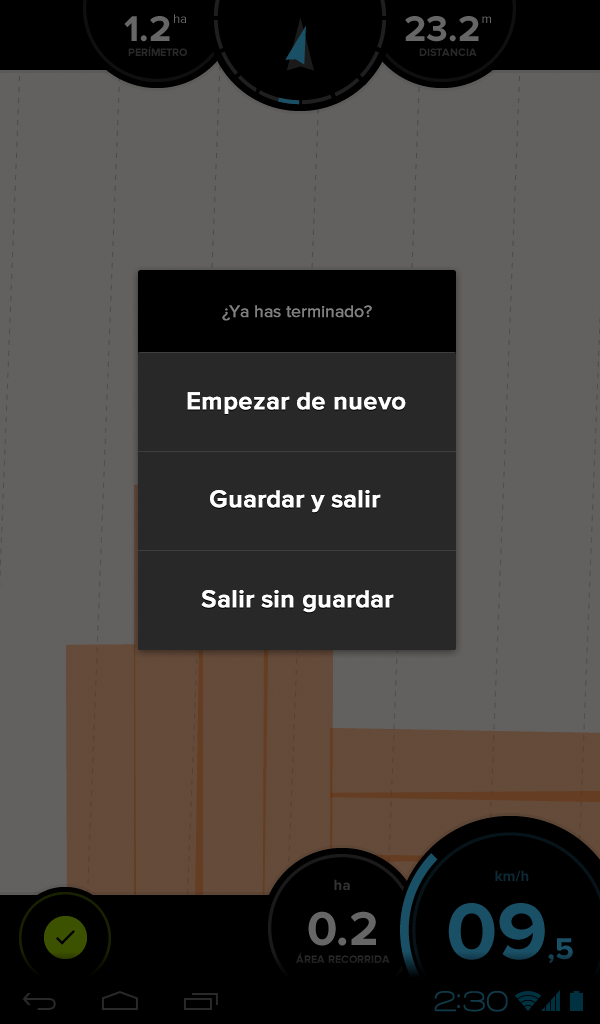 1.2 ha
PERÍMETRO
23.2 m
DISTANCIA
¿Ya has terminado?
Empezar de nuevo
Guardar y salir
Salir sin guardar
ha
0.2
ÁREA RECORRIDA
km/h
09,5
2:30